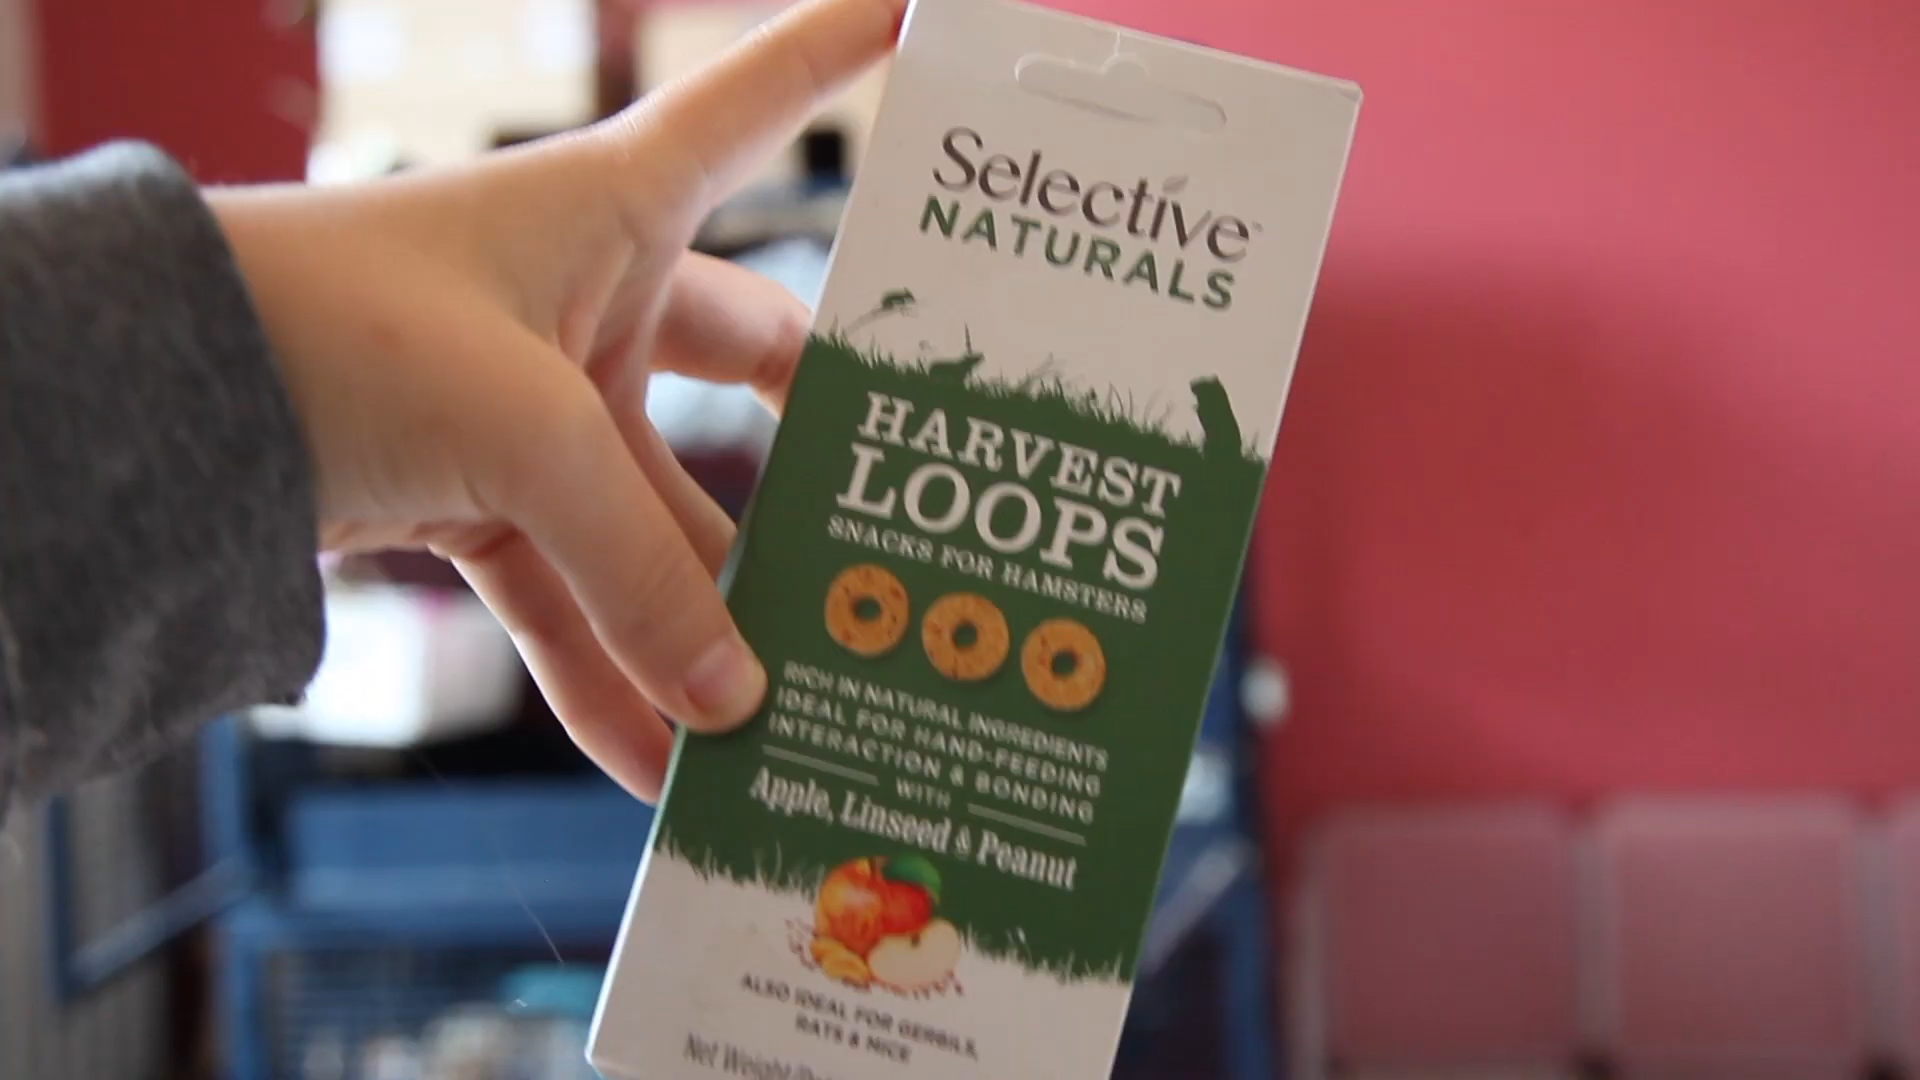 Selective
NATURALS
HARVEST
LOOPS
SNACKS FOR HAMSTERS
RICH IN NATURAL INGREDIENTS
IDEAL FOR HAND-FEEDING
INTERACTION & BONDING
WITH
Apple, Linseed & Peanut
ALSO IDEAL FOR GERBILS,
RATS & MICE
Net Weight